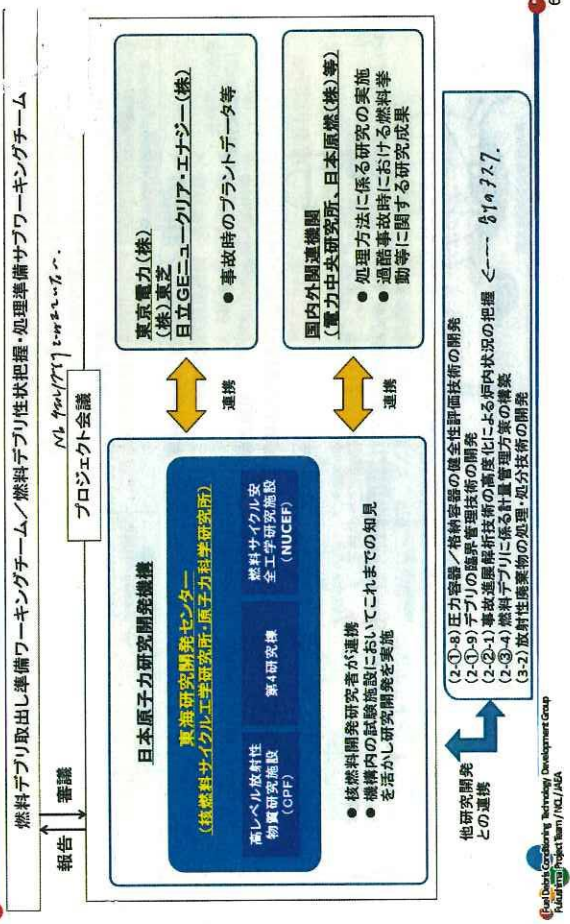 燃料デブリ取出し準備ワーキングチーム／燃料デブリ性状把握・処理準備サブワーキングチーム
報告
審議
プロジェクト会議
日本原子力研究開発機構
東海研究開発センター
(核燃料サイクル工学研究所・原子力科学研究所)
高レベル放射性
物質研究施設
(CPF)
第4研究棟
燃料サイクル安
全工学研究施設
(NUCEF)
● 核燃料開発研究者が連携
● 機構内の試験施設においてこれまでの知見
を活かし研究開発を実施
連携
東京電力(株)
(株)東芝
日立GEニュークリア・エナジー(株)
● 事故時のプラントデータ等
連携
国内外関連機関
(電力中央研究所、日本原燃(株)等)
● 処理方法に係る研究の実施
● 過酷事故時における燃料挙
動等に関する研究成果
他研究開発
との連携
(2-①-8)圧力容器／格納容器の健全性評価技術の開発
(2-①-9)デブリの臨界管理技術の開発
(2-②-1)事故進展解析技術の高度化による炉内状況の把握
(2-③-4)燃料デブリに係る計量管理方策の構築
(3-2)放射性廃棄物の処理・処分技術の開発
Fuel Debris Conditioning Technology Development Group
Fukushima Project Team / NCL / JAEA
6